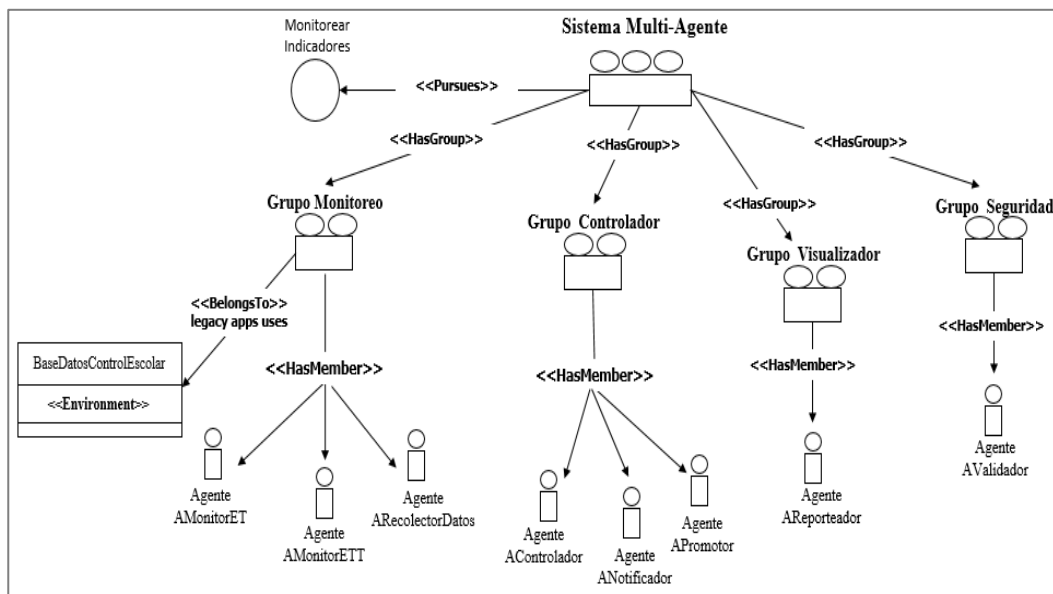 Monitorear
Indicadores
Sistema Multi-Agente
<<Pursues>>
<<HasGroup>>
<<HasGroup>>
<<HasGroup>>
<<HasGroup>>
Grupo Monitoreo
Grupo Controlador
Grupo Visualizador
Grupo Seguridad
<<BelongsTo>>
legacy apps uses
BaseDatosControlEscolar
<<Environment>>
<<HasMember>>
<<HasMember>>
<<HasMember>>
<<HasMember>>
Agente
AMonitorET
Agente
AMonitorETT
Agente
ARecolectorDatos
Agente
AControlador
Agente
ANotificador
Agente
APromotor
Agente
AReporteador
Agente
AValidador